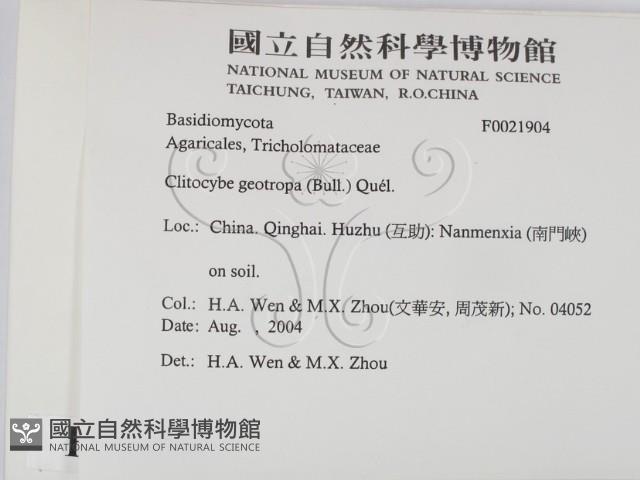 國立自然科學博物館
NATIONAL MUSEUM OF NATURAL SCIENCE
TAICHUNG, TAIWAN, R.O.CHINA
Basidiomycota F0021904
Agaricales, Tricholomataceae
Clitocybe geotropa (Bull.) Quél.
Loc.: China. Qinghai. Huzhu (互助): Nanmenxia (南門峽)
on soil.
Col.: H.A. Wen & M.X. Zhou(文華安, 周茂新); No. 04052
Date: Aug. , 2004
Det.: H.A. Wen & M.X. Zhou
國立自然科學博物館
NATIONAL MUSEUM OF NATURAL SCIENCE